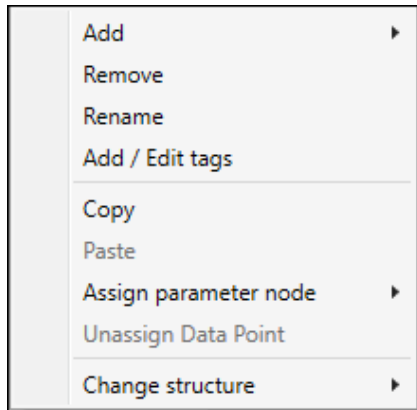 Add
Remove
Rename
Add / Edit tags
Copy
Paste
Assign parameter node
Unassign Data Point
Change structure